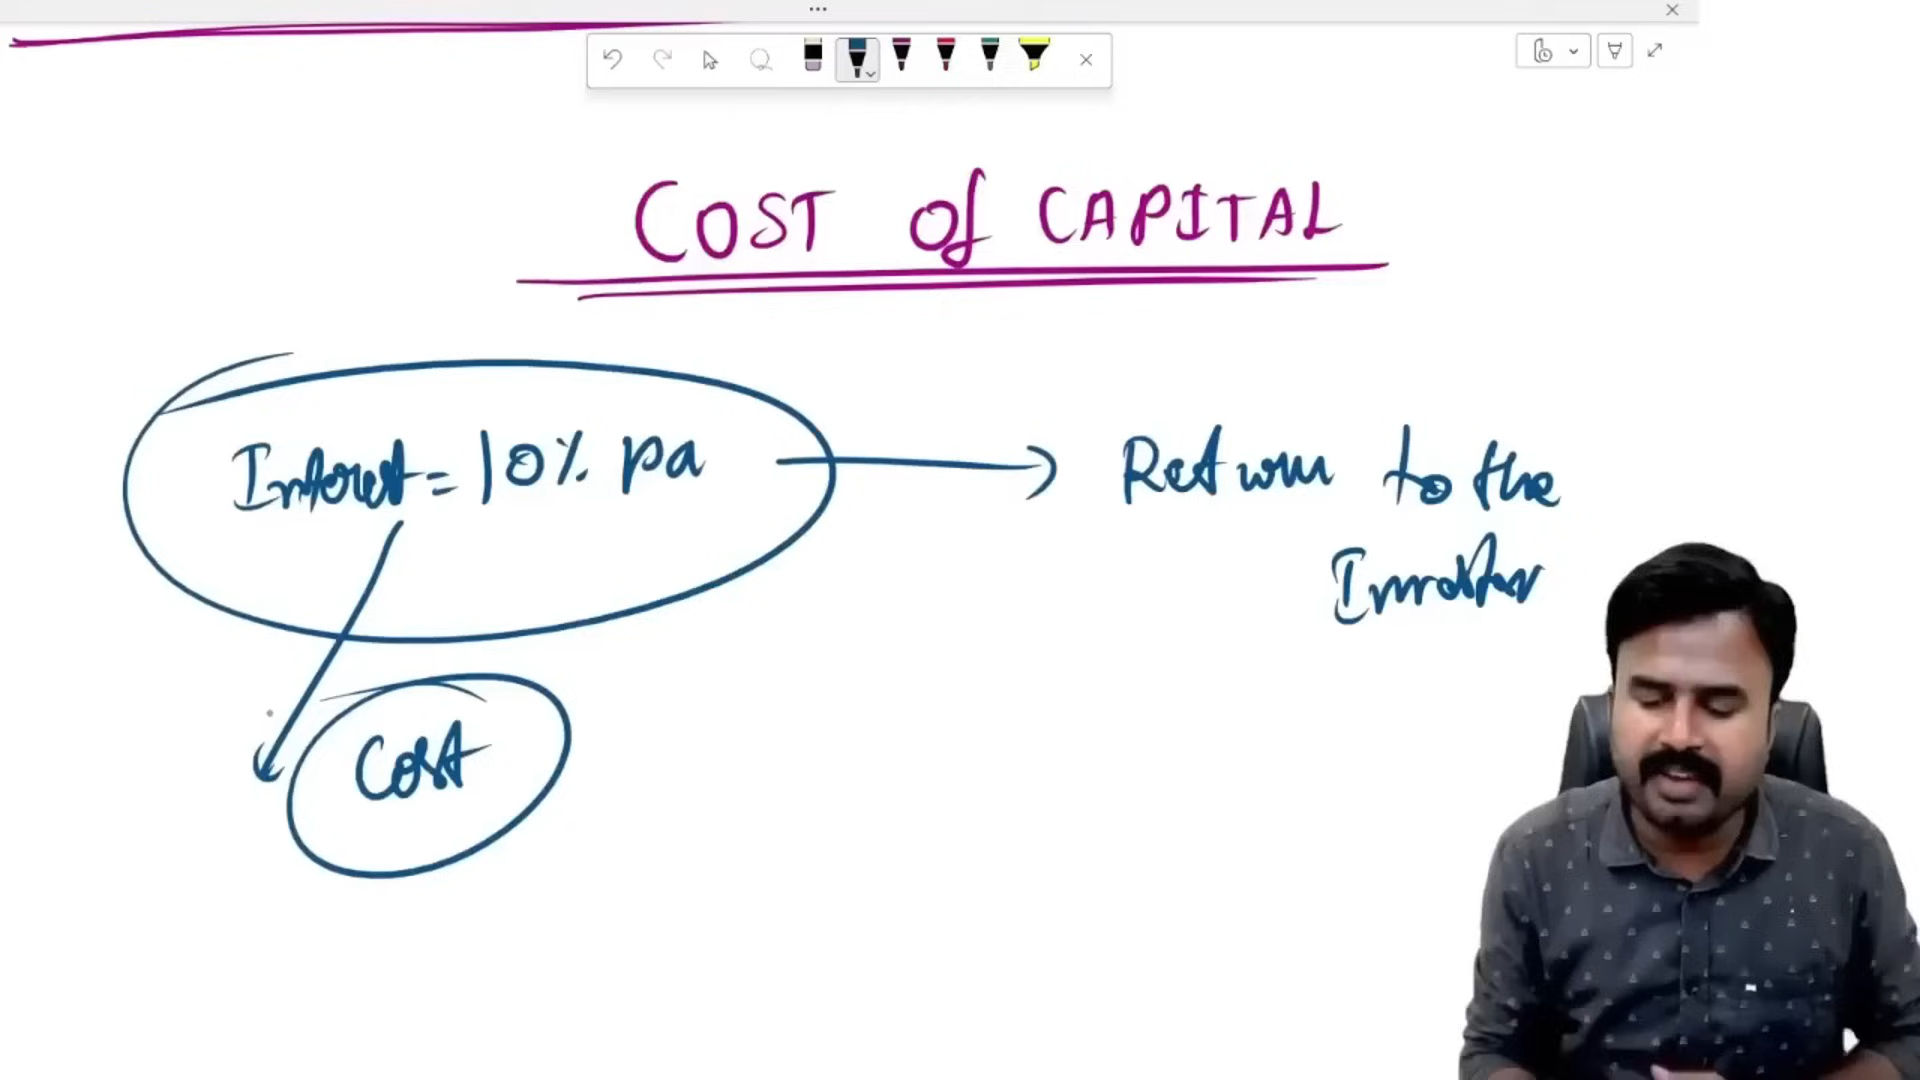 COST of CAPITAL
Interest = 10% pa
Return to the
Investor
Cost